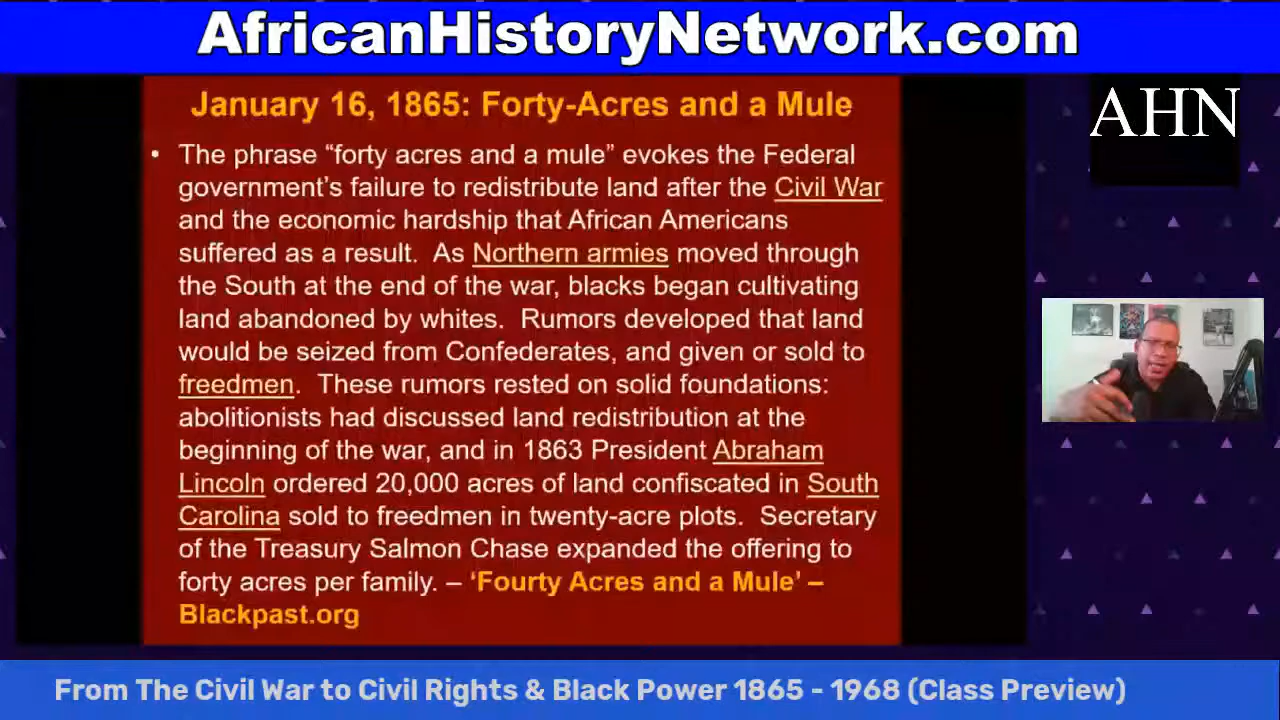 AfricanHistoryNetwork.com
AHN
January 16, 1865: Forty-Acres and a Mule
• The phrase “forty acres and a mule” evokes the Federal
government’s failure to redistribute land after the Civil War
and the economic hardship that African Americans
suffered as a result.  As Northern armies moved through
the South at the end of the war, blacks began cultivating
land abandoned by whites.  Rumors developed that land
would be seized from Confederates, and given or sold to
freedmen.  These rumors rested on solid foundations:
abolitionists had discussed land redistribution at the
beginning of the war, and in 1863 President Abraham
Lincoln ordered 20,000 acres of land confiscated in South
Carolina sold to freedmen in twenty-acre plots.  Secretary
of the Treasury Salmon Chase expanded the offering to
forty acres per family. – ‘Fourty Acres and a Mule’ –
Blackpast.org
From The Civil War to Civil Rights & Black Power 1865 - 1968 (Class Preview)